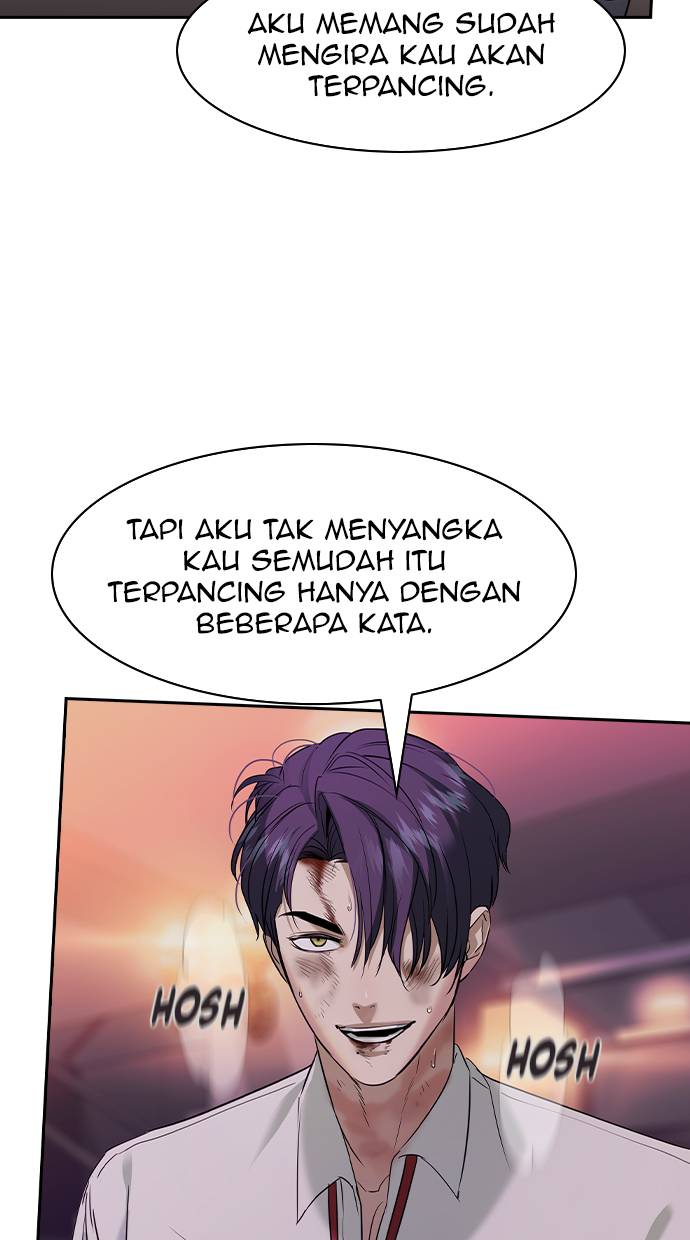 AKU MEMANG SUDAH
MENGIRA KAU AKAN
TERPANCING.
TAPI AKU TAK MENYANGKA
KAU SEMUDAH ITU
TERPANCING HANYA DENGAN
BEBERAPA KATA.
HOSH
HOSH